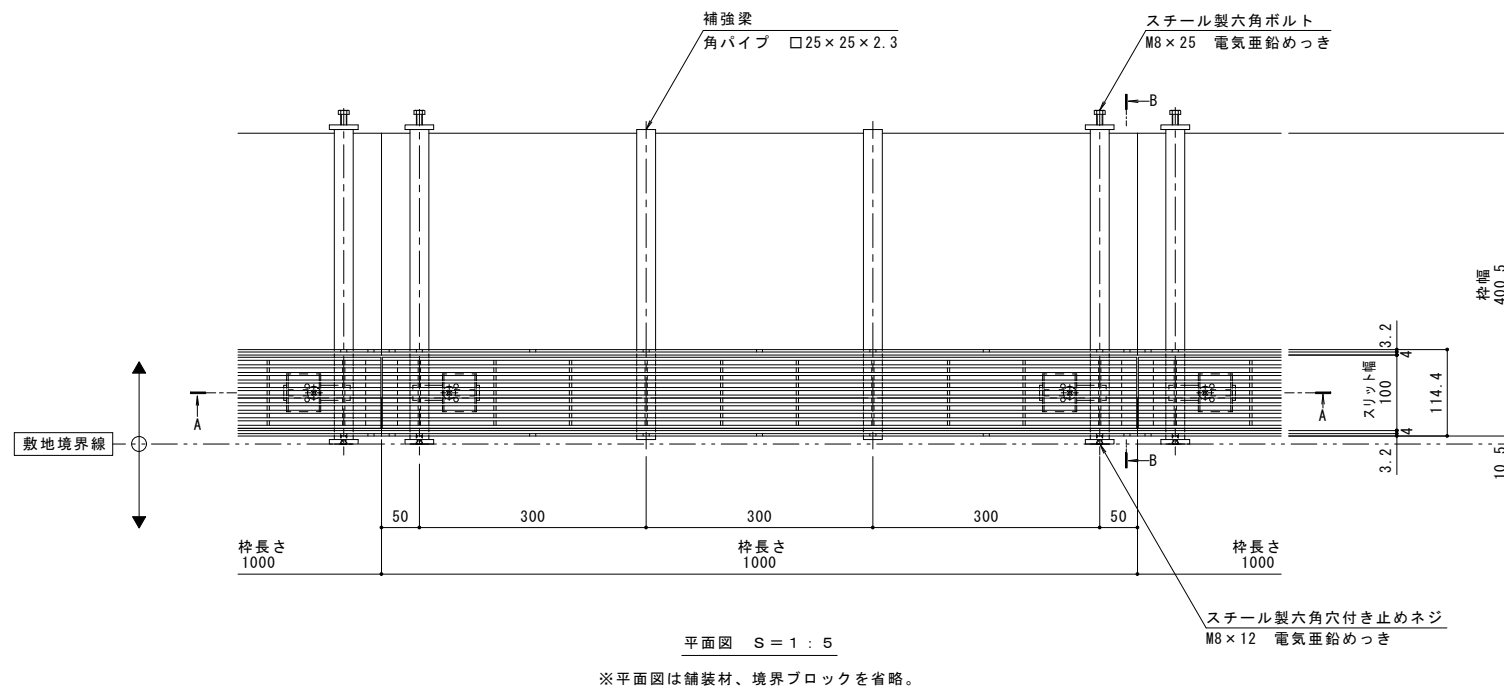 補強梁
角パイプ　□25×25×2.3
スチール製六角ボルト
M8×25　電気亜鉛めっき
B
枠幅
400.5
3.2
4
スリット幅
100
114.4
4
3.2
10.5
A
A
敷地境界線
B
50
300
300
300
50
枠長さ
1000
枠長さ
1000
枠長さ
1000
スチール製六角穴付き止めネジ
M8×12　電気亜鉛めっき
平面図　S＝1：5
※平面図は舗装材、境界ブロックを省略。